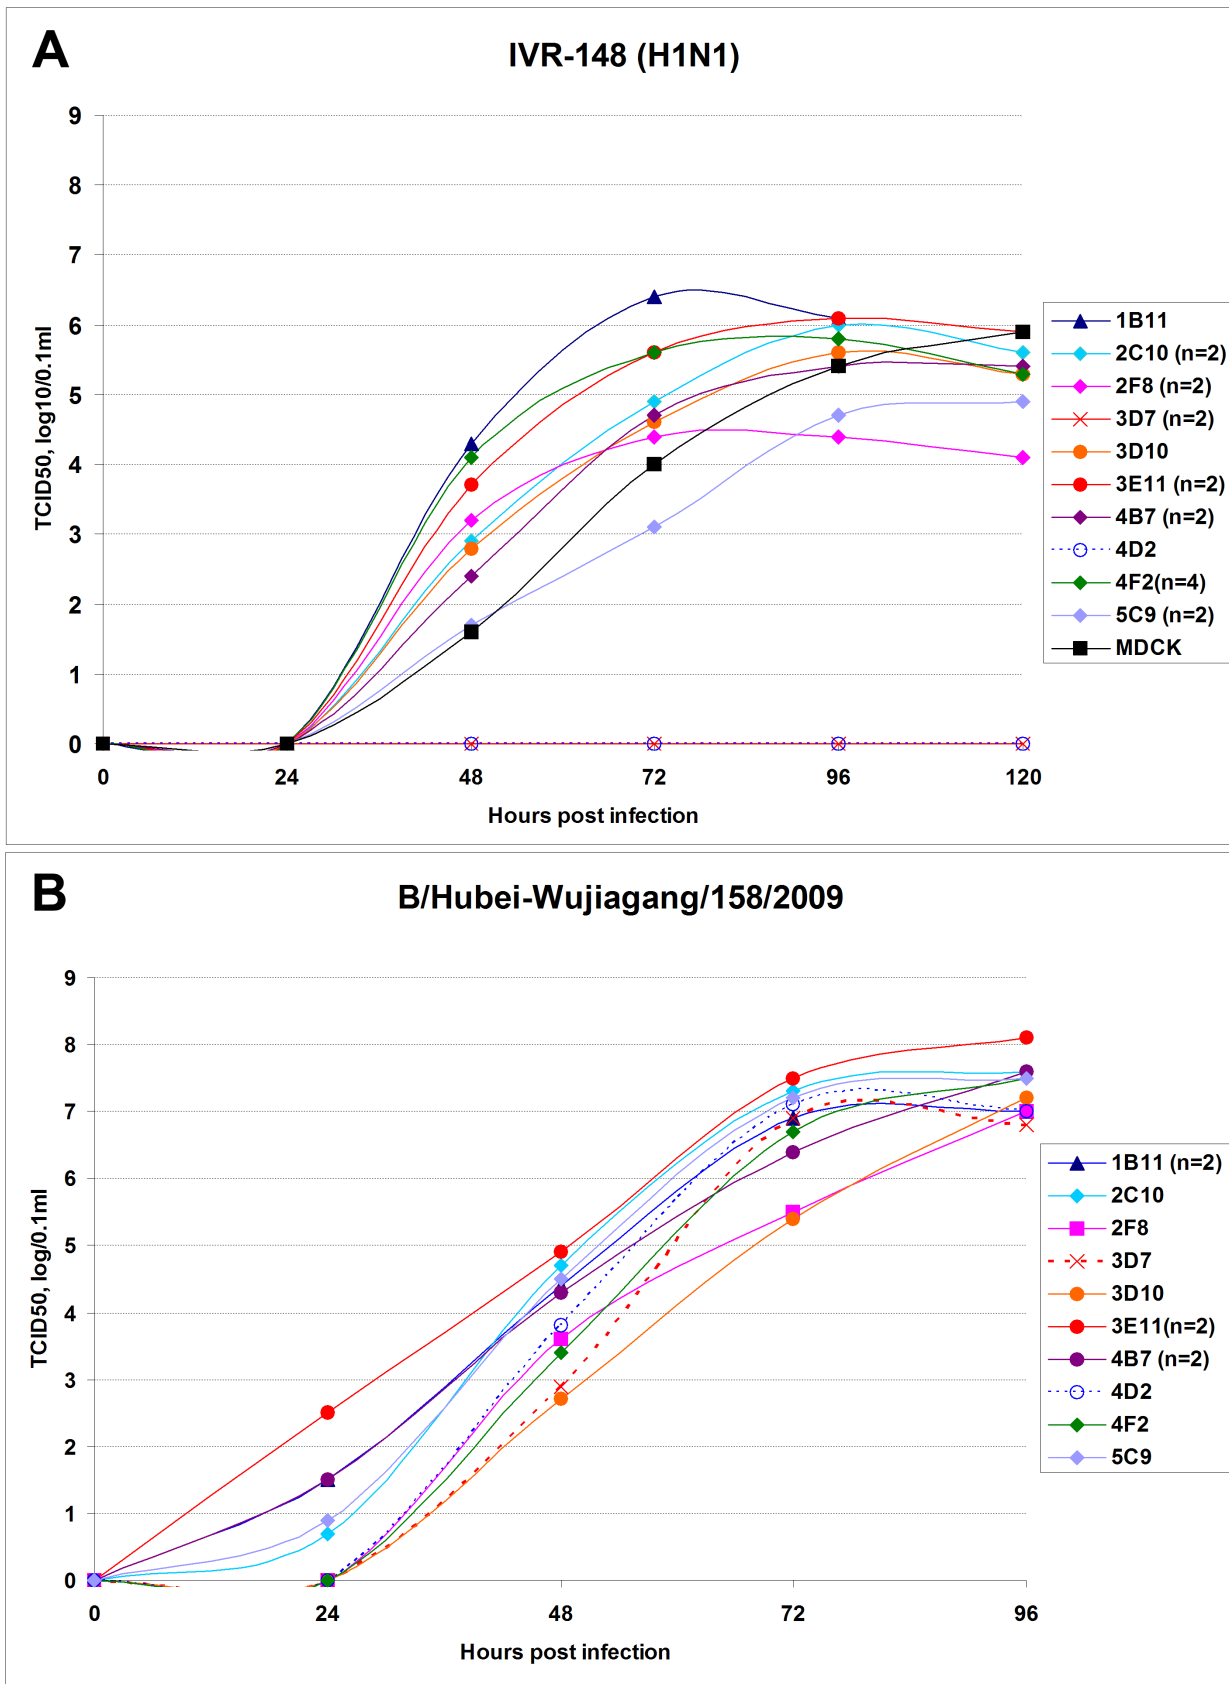 A
IVR-148 (H1N1)
9
8
7
6
5
4
3
2
1
0
TCID50, log10/0.1ml
0 24 48 72 96 120
Hours post infection
1B11
2C10 (n=2)
2F8 (n=2)
3D7 (n=2)
3D10
3E11 (n=2)
4B7 (n=2)
4D2
4F2(n=4)
5C9 (n=2)
MDCK
B
B/Hubei-Wujiagang/158/2009
9
8
7
6
5
4
3
2
1
0
TCID50, log/0.1ml
0 24 48 72 96
Hours post infection
1B11 (n=2)
2C10
2F8
3D7
3D10
3E11(n=2)
4B7 (n=2)
4D2
4F2
5C9